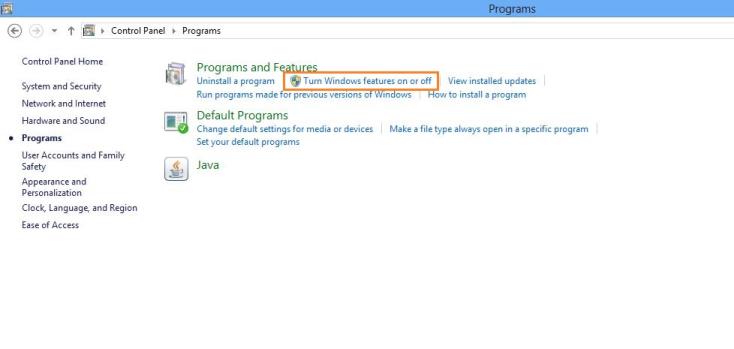 Programs
Control Panel Programs
Control Panel Home
System and Security
Network and Internet
Hardware and Sound
Programs
User Accounts and Family
Safety
Appearance and
Personalization
Clock, Language, and Region
Ease of Access
Programs and Features
Uninstall a program Turn Windows features on or off View installed updates
Run programs made for previous versions of Windows How to install a program
Default Programs
Change default settings for media or devices Make a file type always open in a specific program
Set your default programs
Java